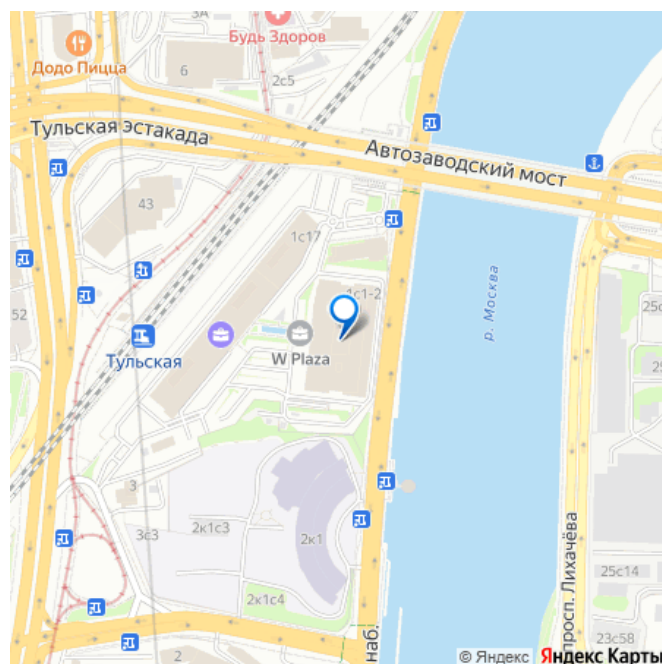 3А
Будь Здоров
Додо Пицца
6
2с5
Тульская эстакада
Автозаводский мост
43
1с17
52
1с1-2
25с
р. Москва
Тульская
W Plaza
25
3
3с3
2к1с3
2к1
просп. Лихачёва
25с14
2к1с4
23с58
наб.
2
© Яндекс Яндекс Карты